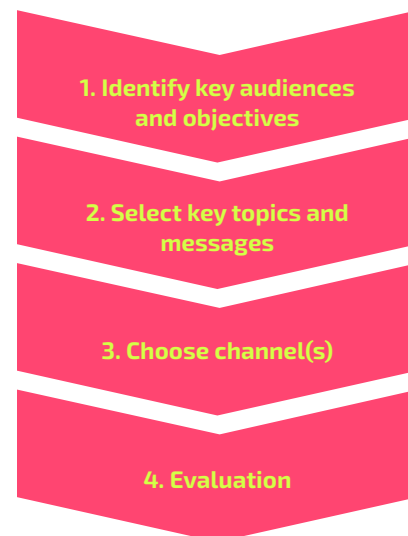 1. Identify key audiences
and objectives
2. Select key topics and
messages
3. Choose channel(s)
4. Evaluation